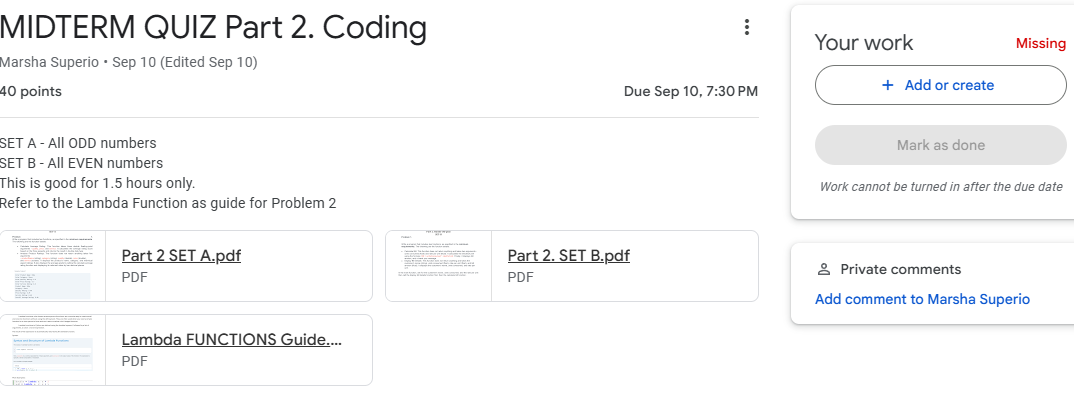 MIDTERM QUIZ Part 2. Coding
Marsha Superio • Sep 10 (Edited Sep 10)
40 points
Due Sep 10, 7:30 PM
SET A - All ODD numbers
SET B - All EVEN numbers
This is good for 1.5 hours only.
Refer to the Lambda Function as guide for Problem 2
Part 2 SET A.pdf
PDF
Part 2. SET B.pdf
PDF
Lambda FUNCTIONS Guide....
PDF
Your work
Missing
+ Add or create
Mark as done
Work cannot be turned in after the due date
Private comments
Add comment to Marsha Superio